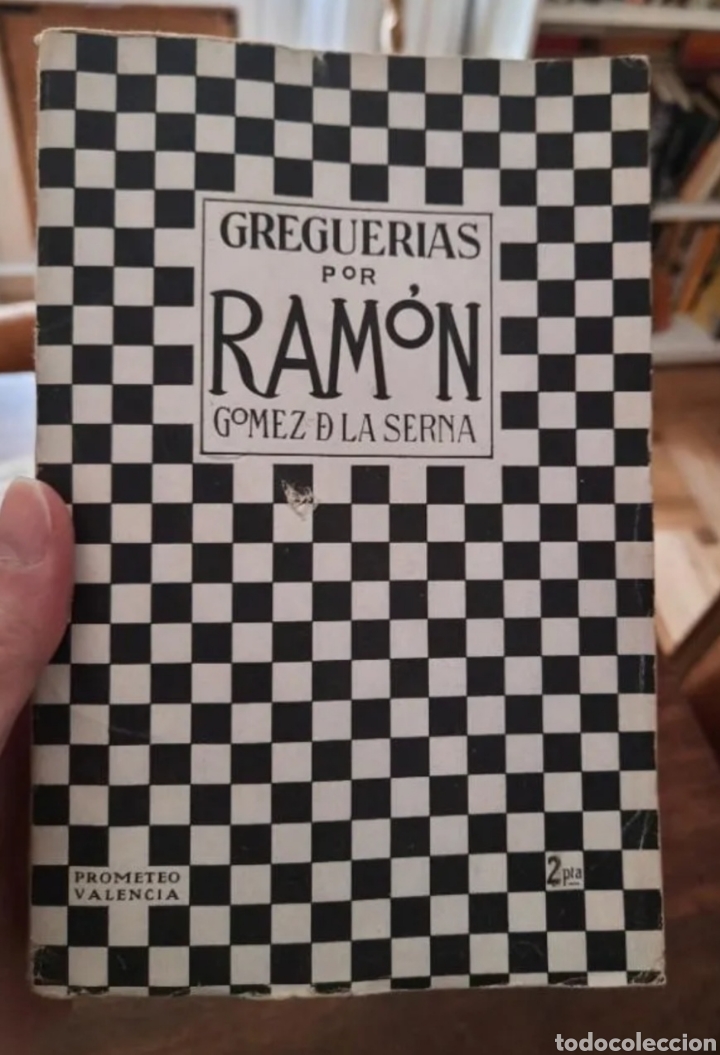 GREGUERIAS
POR
RAMÓN
GOMEZ D LA SERNA
PROMETEO
VALENCIA
2 pta
todocoleccion